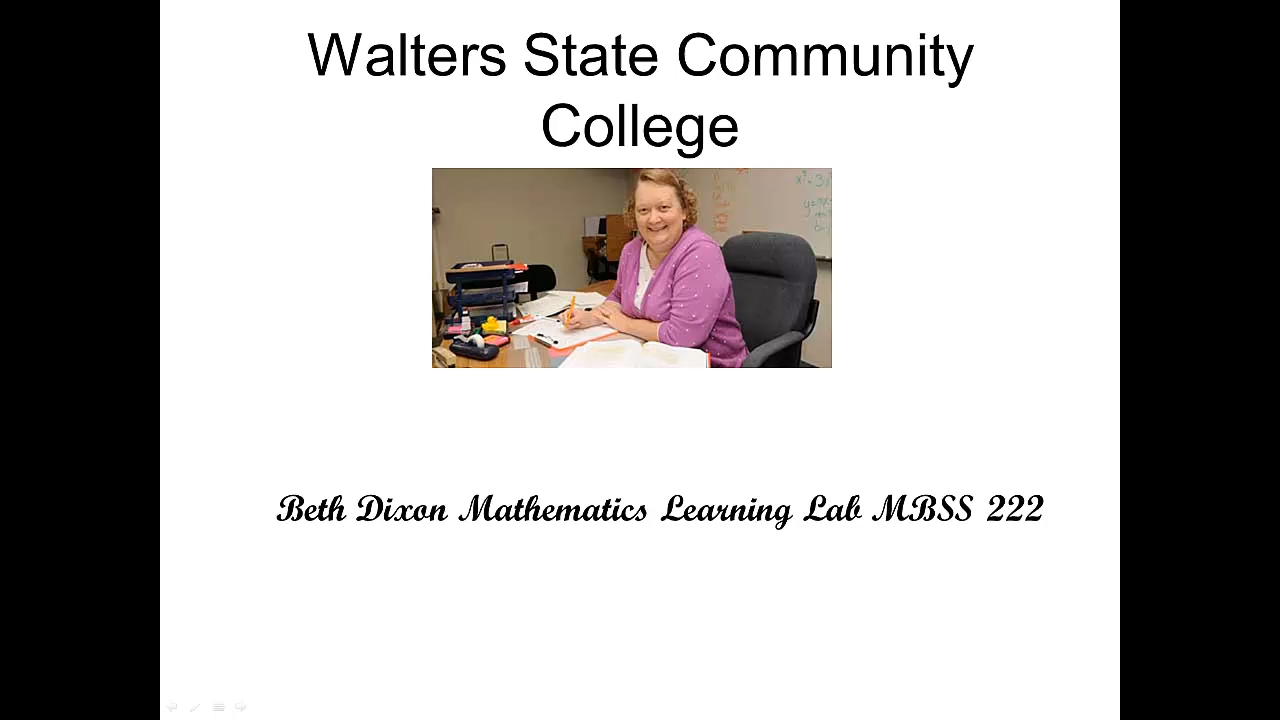 Walters State Community
College
Beth Dixon Mathematics Learning Lab MBSS 222